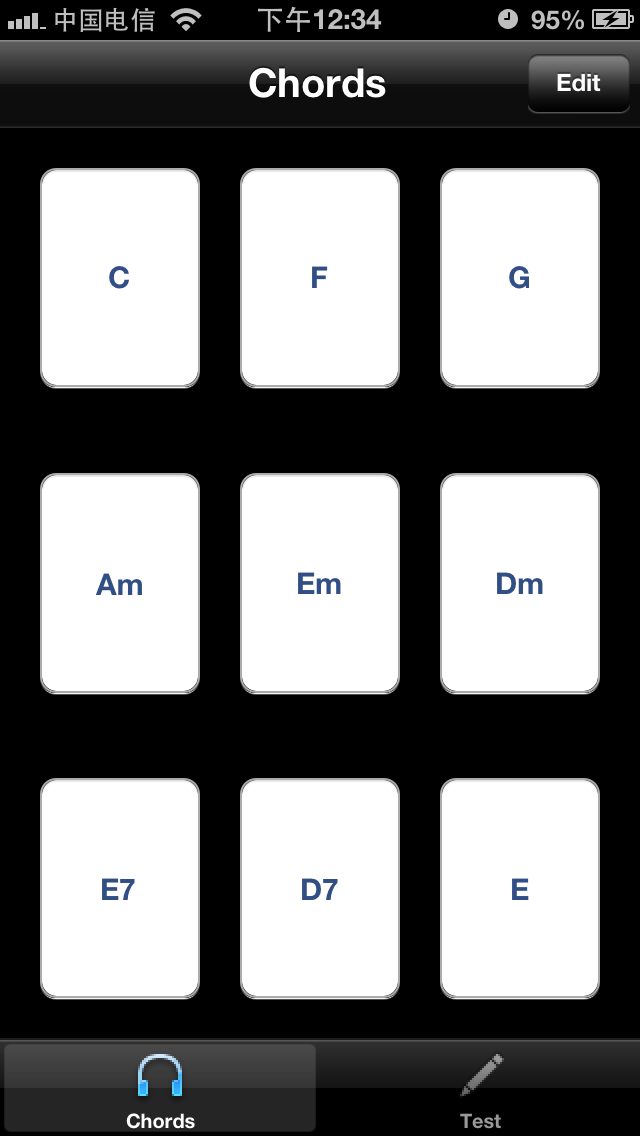 中国电信 下午12:34 95%
Chords Edit
C F G
Am Em Dm
E7 D7 E
Chords Test